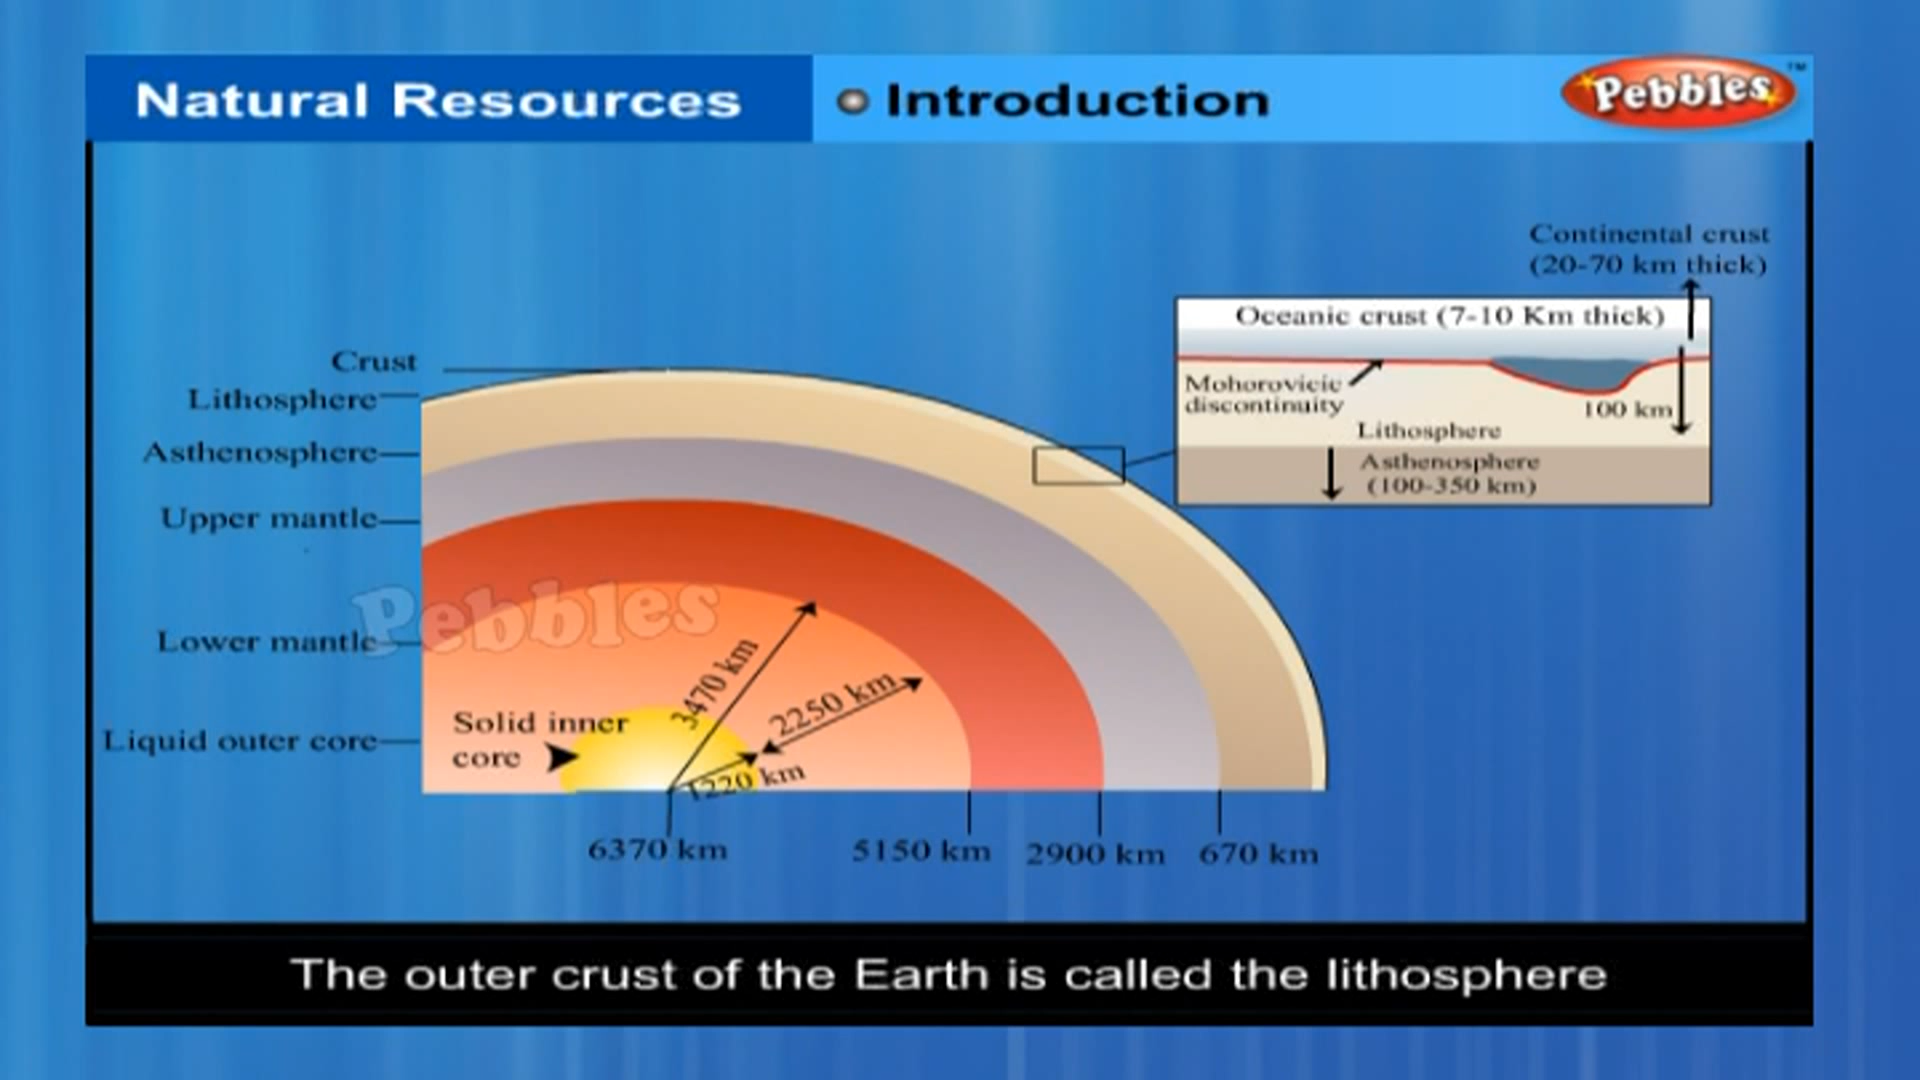 Natural Resources
Introduction
Pebbles
TM
Continental crust
(20-70 km thick)
Oceanic crust (7-10 Km thick)
Mohorovicic
discontinuity
100 km
Lithosphere
Asthenosphere
(100-350 km)
Crust
Lithosphere
Asthenosphere
Upper mantle
Lower mantle
Liquid outer core
Pebbles
Solid inner
core
3470 km
2250 km
1220 km
6370 km
5150 km
2900 km
670 km
The outer crust of the Earth is called the lithosphere